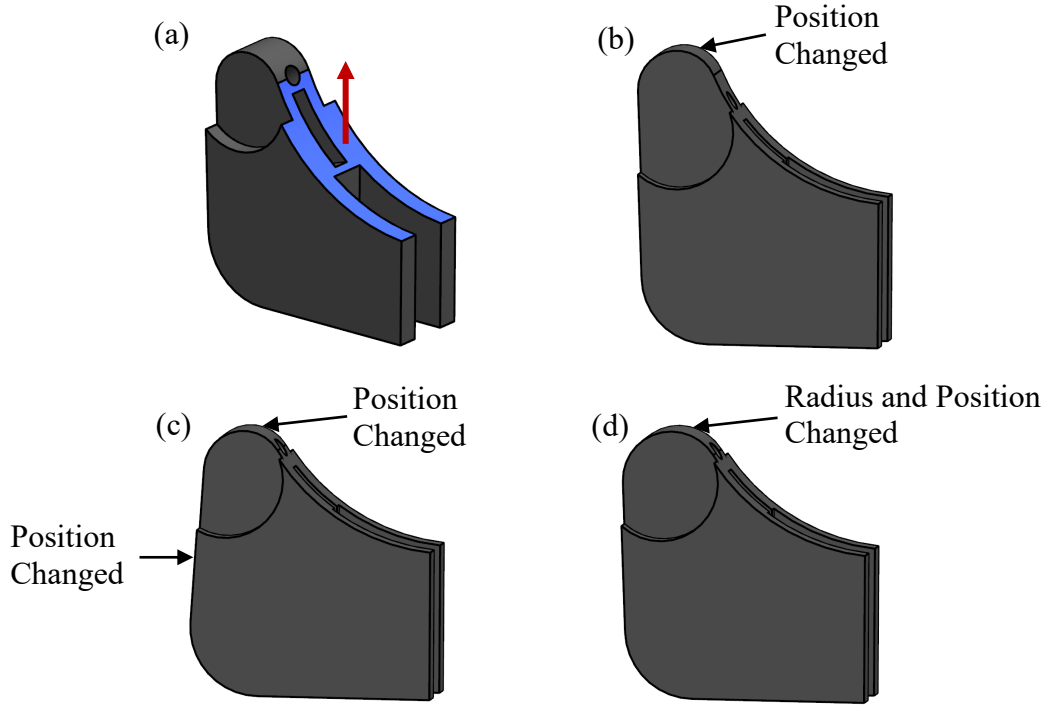 (a)
(b)
Position
Changed
(c)
Position
Changed
Position
Changed
(d)
Radius and Position
Changed